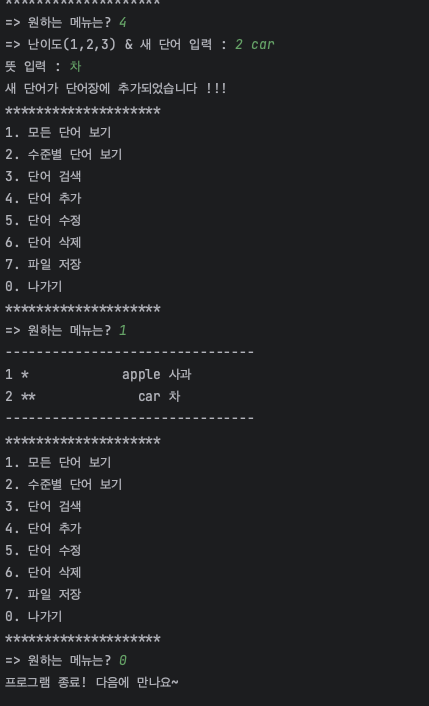 ********************
=> 원하는 메뉴는? 4
=> 난이도(1,2,3) & 새 단어 입력 : 2 car
뜻 입력 : 차
새 단어가 단어장에 추가되었습니다 !!!
********************
1. 모든 단어 보기
2. 수준별 단어 보기
3. 단어 검색
4. 단어 추가
5. 단어 수정
6. 단어 삭제
7. 파일 저장
0. 나가기
********************
=> 원하는 메뉴는? 1
--------------------------------
1 *            apple 사과
2 **             car 차
--------------------------------
********************
1. 모든 단어 보기
2. 수준별 단어 보기
3. 단어 검색
4. 단어 추가
5. 단어 수정
6. 단어 삭제
7. 파일 저장
0. 나가기
********************
=> 원하는 메뉴는? 0
프로그램 종료! 다음에 만나요~